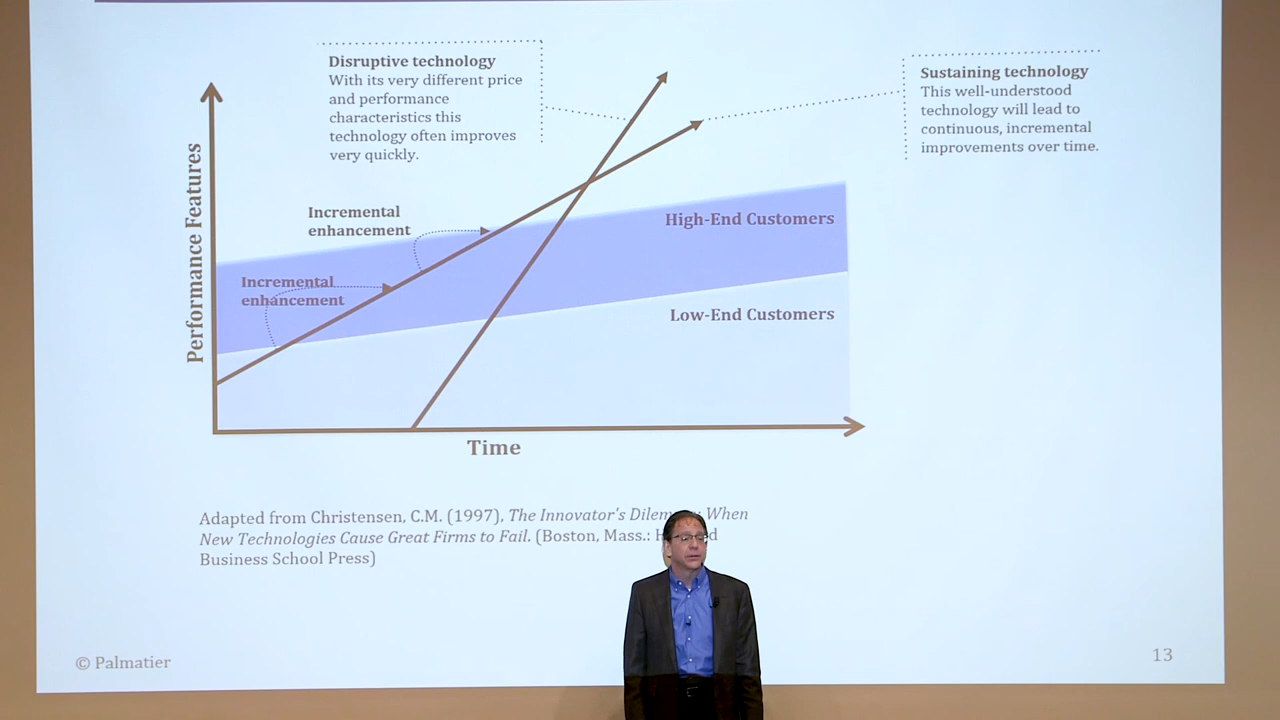 Disruptive technology
With its very different price
and performance
characteristics this
technology often improves
very quickly.
Sustaining technology
This well-understood
technology will lead to
continuous, incremental
improvements over time.
Performance Features
Incremental
enhancement
Incremental
enhancement
High-End Customers
Low-End Customers
Time
Adapted from Christensen, C.M. (1997), The Innovator's When
New Technologies Cause Great Firms to Fail. (Boston, Mass.:
Business School Press)
© Palmatier
13